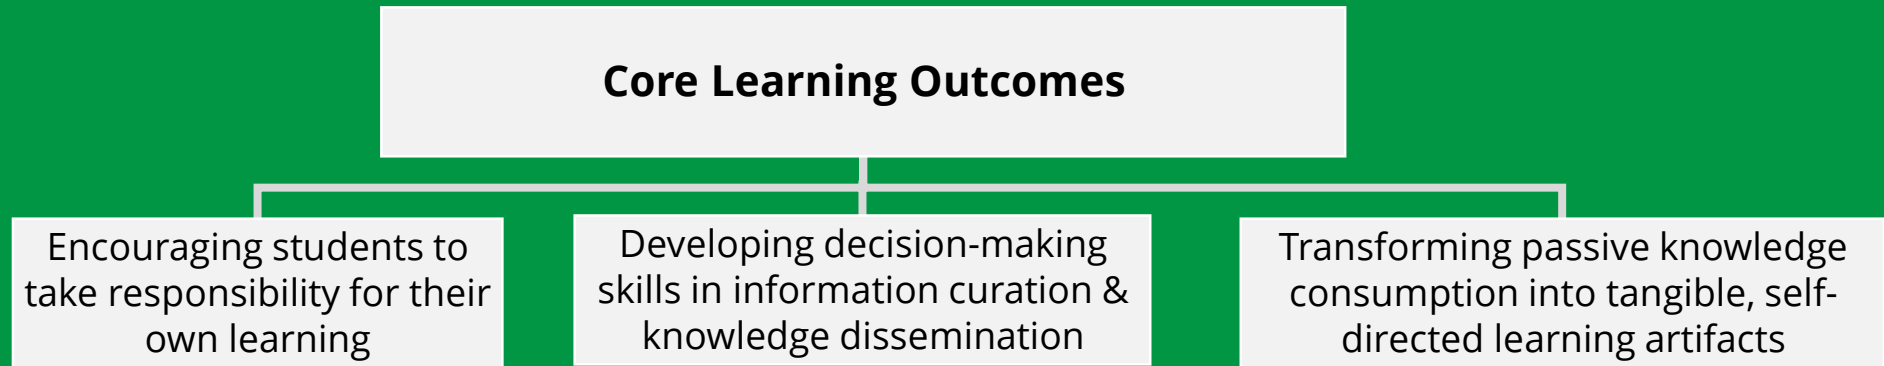 Core Learning Outcomes
Encouraging students to
take responsibility for their
own learning
Developing decision-making
skills in information curation &
knowledge dissemination
Transforming passive knowledge
consumption into tangible, self-
directed learning artifacts